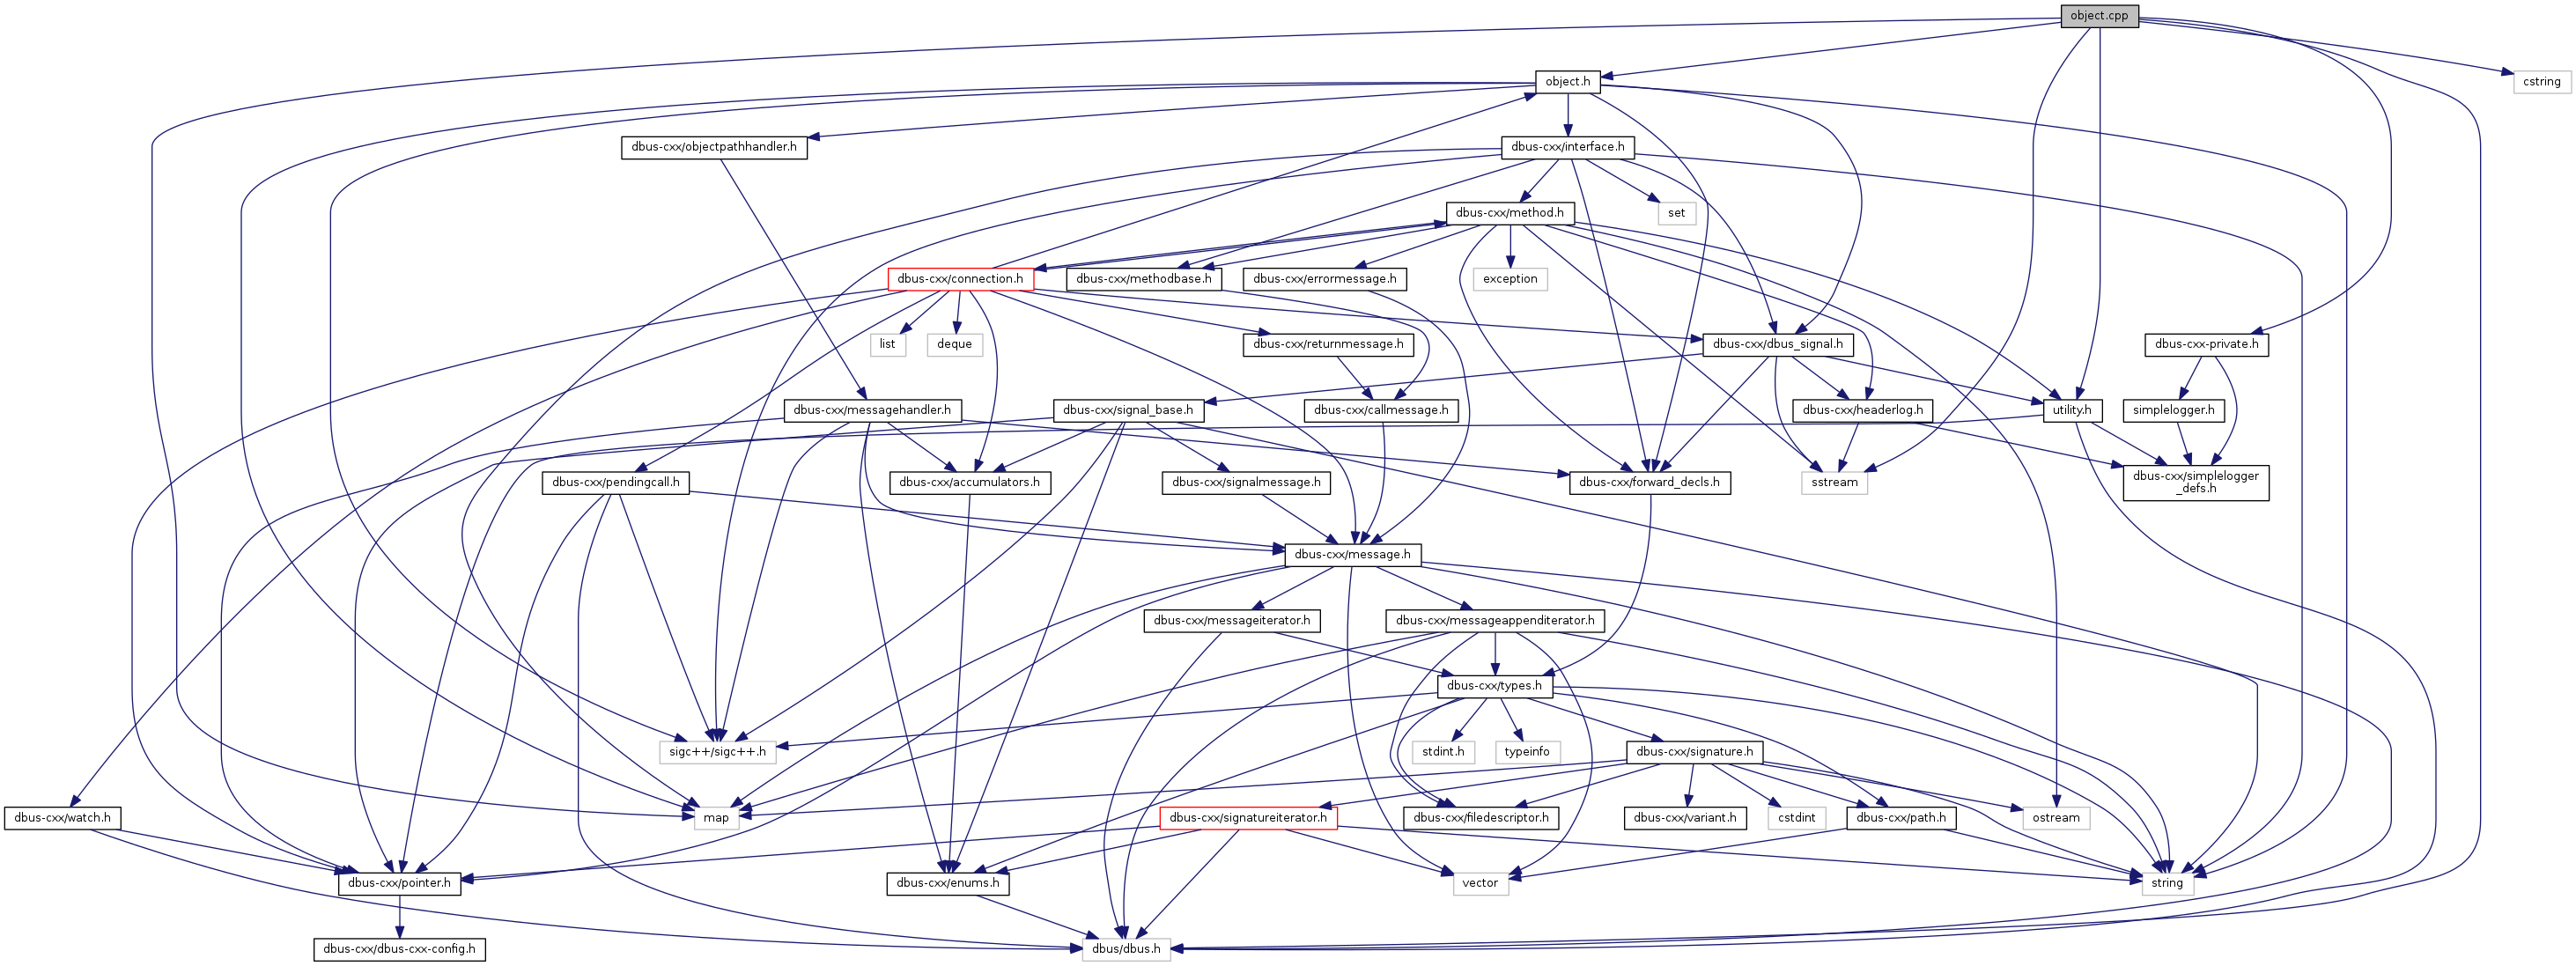 object.cpp
object.h
cstring
dbus-cxx/objectpathhandler.h
dbus-cxx/interface.h
dbus-cxx/method.h
set
dbus-cxx/connection.h
dbus-cxx/methodbase.h
dbus-cxx/errormessage.h
exception
list
deque
dbus-cxx/returnmessage.h
dbus-cxx/dbus_signal.h
dbus-cxx-private.h
dbus-cxx/messagehandler.h
dbus-cxx/signal_base.h
dbus-cxx/callmessage.h
dbus-cxx/headerlog.h
utility.h
simplelogger.h
dbus-cxx/pendingcall.h
dbus-cxx/accumulators.h
dbus-cxx/signalmessage.h
dbus-cxx/forward_decls.h
sstream
dbus-cxx/simplelogger
_defs.h
dbus-cxx/message.h
dbus-cxx/messageiterator.h
dbus-cxx/messageappenditerator.h
dbus-cxx/types.h
sigc++/sigc++.h
stdint.h
typeinfo
dbus-cxx/signature.h
dbus-cxx/watch.h
map
dbus-cxx/signatureiterator.h
dbus-cxx/filedescriptor.h
dbus-cxx/variant.h
cstdint
dbus-cxx/path.h
ostream
dbus-cxx/pointer.h
dbus-cxx/enums.h
vector
string
dbus-cxx/dbus-cxx-config.h
dbus/dbus.h